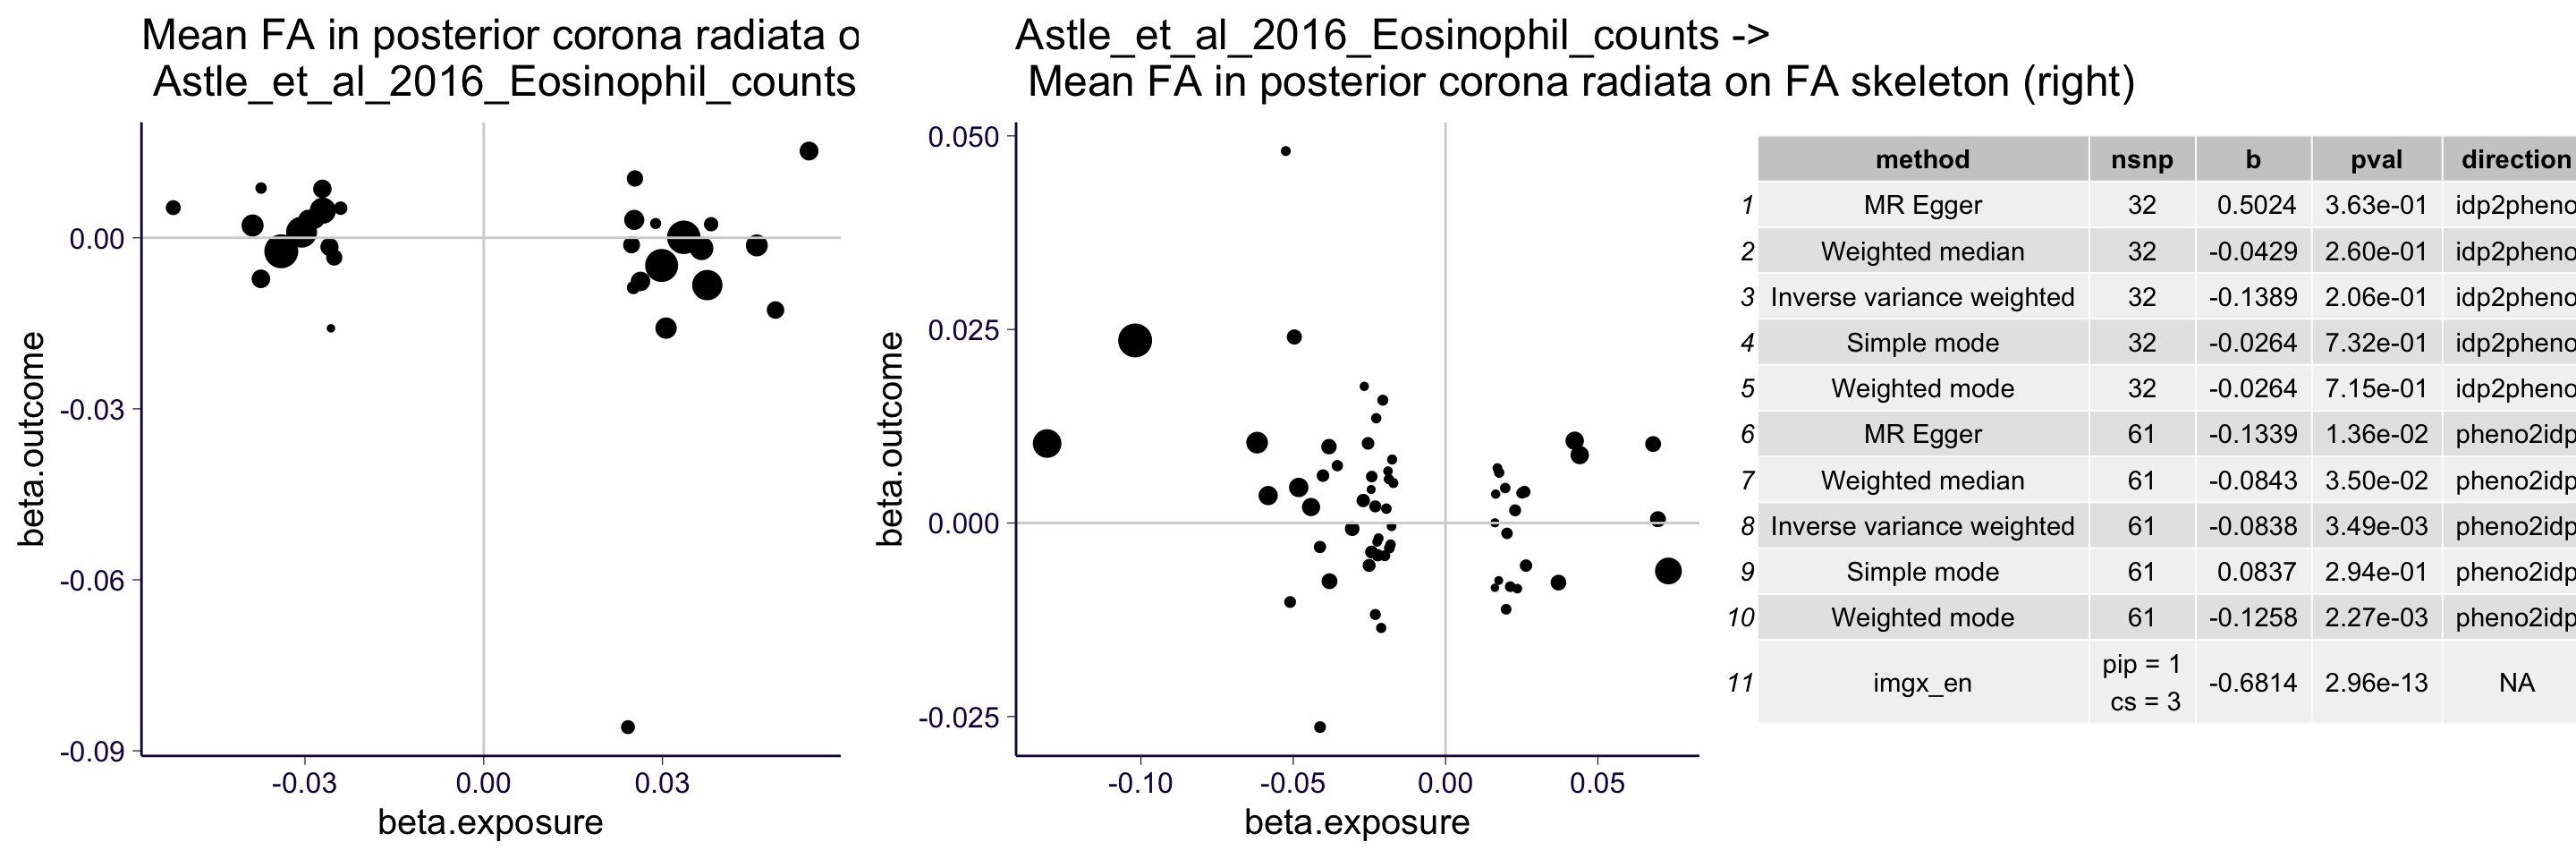 Mean FA in posterior corona radiata o
Astle_et_al_2016_Eosinophil_counts
0.00
-0.03
-0.06
-0.09
beta.outcome
-0.03 0.00 0.03
beta.exposure
Astle_et_al_2016_Eosinophil_counts ->
Mean FA in posterior corona radiata on FA skeleton (right)
0.050
0.025
0.000
-0.025
beta.outcome
-0.10 -0.05 0.00 0.05
beta.exposure
method nsnp b pval direction
1 MR Egger 32 0.5024 3.63e-01 idp2pheno
2 Weighted median 32 -0.0429 2.60e-01 idp2pheno
3 Inverse variance weighted 32 -0.1389 2.06e-01 idp2pheno
4 Simple mode 32 -0.0264 7.32e-01 idp2pheno
5 Weighted mode 32 -0.0264 7.15e-01 idp2pheno
6 MR Egger 61 -0.1339 1.36e-02 pheno2idp
7 Weighted median 61 -0.0843 3.50e-02 pheno2idp
8 Inverse variance weighted 61 -0.0838 3.49e-03 pheno2idp
9 Simple mode 61 0.0837 2.94e-01 pheno2idp
10 Weighted mode 61 -0.1258 2.27e-03 pheno2idp
11 imgx_en pip = 1 cs = 3 -0.6814 2.96e-13 NA